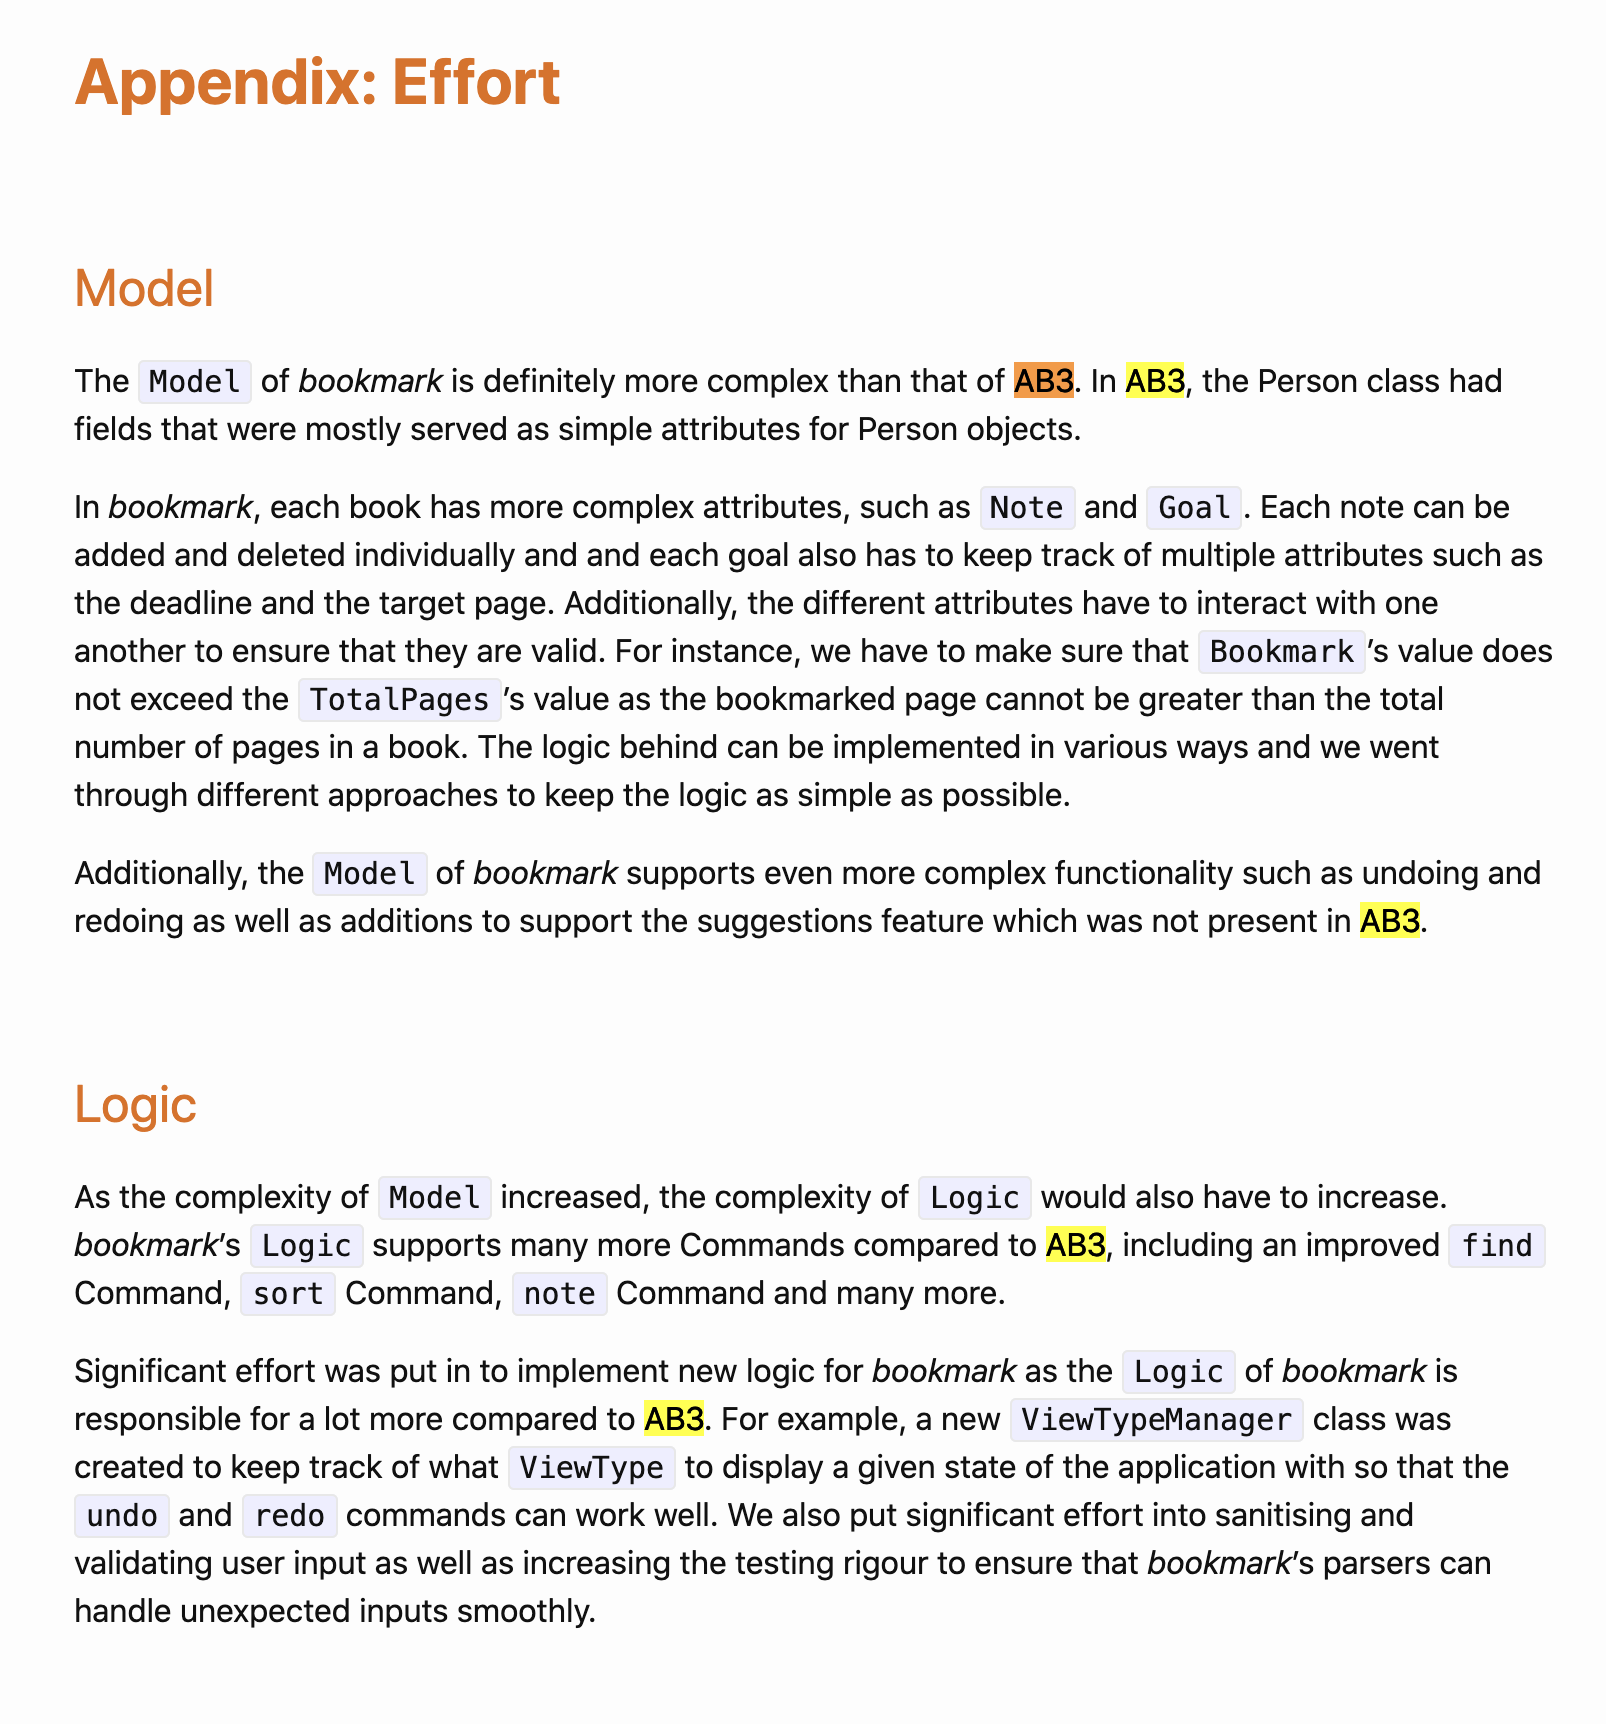 Appendix: Effort
Model
The Model of bookmark is definitely more complex than that of AB3. In AB3, the Person class had
fields that were mostly served as simple attributes for Person objects.
In bookmark, each book has more complex attributes, such as Note and Goal. Each note can be
added and deleted individually and and each goal also has to keep track of multiple attributes such as
the deadline and the target page. Additionally, the different attributes have to interact with one
another to ensure that they are valid. For instance, we have to make sure that Bookmark’s value does
not exceed the TotalPages’s value as the bookmarked page cannot be greater than the total
number of pages in a book. The logic behind can be implemented in various ways and we went
through different approaches to keep the logic as simple as possible.
Additionally, the Model of bookmark supports even more complex functionality such as undoing and
redoing as well as additions to support the suggestions feature which was not present in AB3.
Logic
As the complexity of Model increased, the complexity of Logic would also have to increase.
bookmark’s Logic supports many more Commands compared to AB3, including an improved find
Command, sort Command, note Command and many more.
Significant effort was put in to implement new logic for bookmark as the Logic of bookmark is
responsible for a lot more compared to AB3. For example, a new ViewTypeManager class was
created to keep track of what ViewType to display a given state of the application with so that the
undo and redo commands can work well. We also put significant effort into sanitising and
validating user input as well as increasing the testing rigour to ensure that bookmark’s parsers can
handle unexpected inputs smoothly.